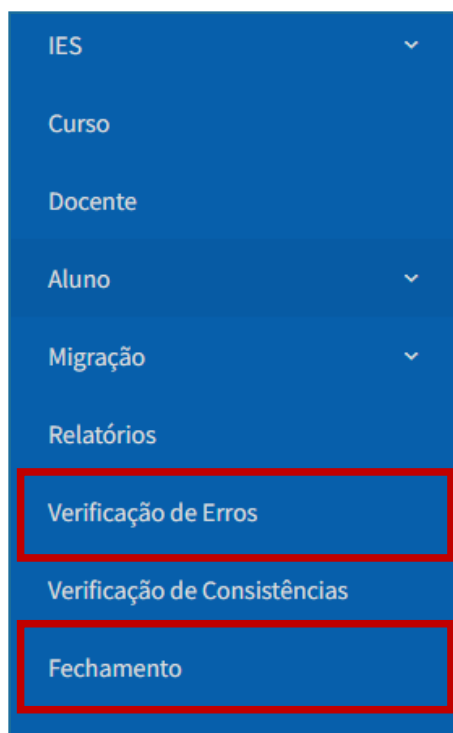 IES
Curso
Docente
Aluno
Migração
Relatórios
Verificação de Erros
Verificação de Consistências
Fechamento